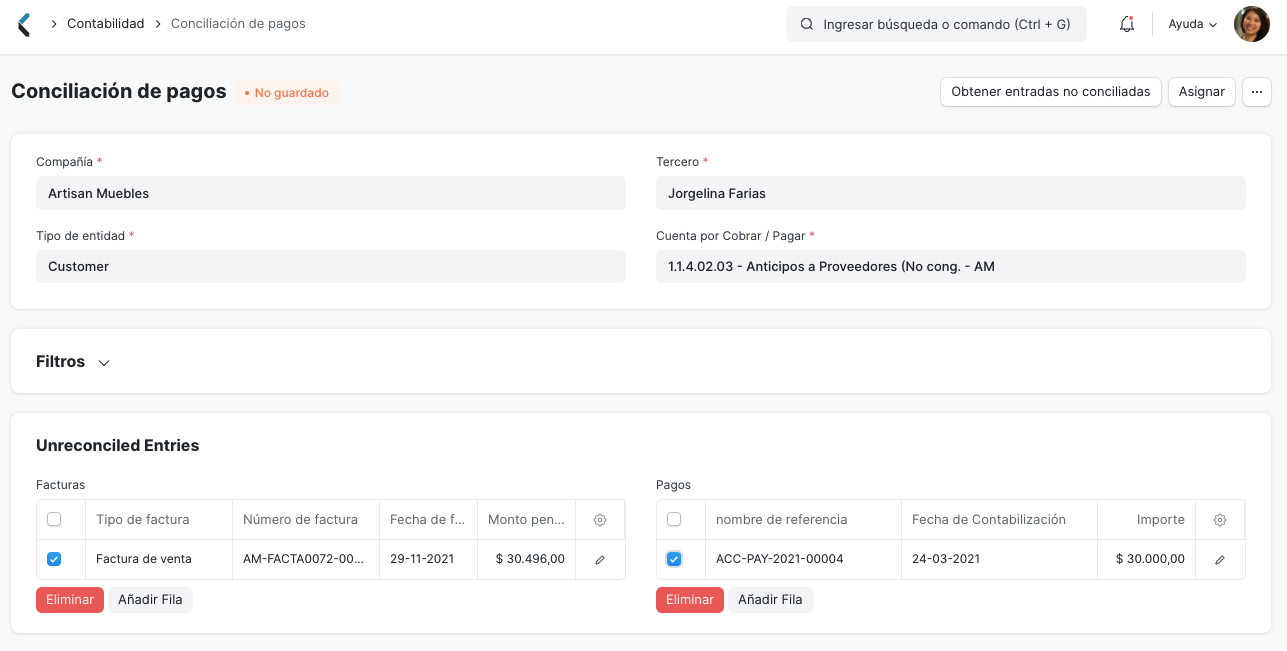 Contabilidad Conciliación de pagos
Ingresar búsqueda o comando (Ctrl + G)
Ayuda
Conciliación de pagos
• No guardado
Obtener entradas no conciliadas
Asignar
...
Compañía *
Artisan Muebles
Tercero *
Jorgelina Farias
Tipo de entidad *
Customer
Cuenta por Cobrar / Pagar *
1.1.4.02.03 - Anticipos a Proveedores (No cong. - AM
Filtros
Unreconciled Entries
Facturas
Tipo de factura Número de factura Fecha de f... Monto pen...
Factura de venta AM-FACTA0072-00... 29-11-2021 $ 30.496,00
Eliminar Añadir Fila
Pagos
nombre de referencia Fecha de Contabilización Importe
ACC-PAY-2021-00004 24-03-2021 $ 30.000,00
Eliminar Añadir Fila